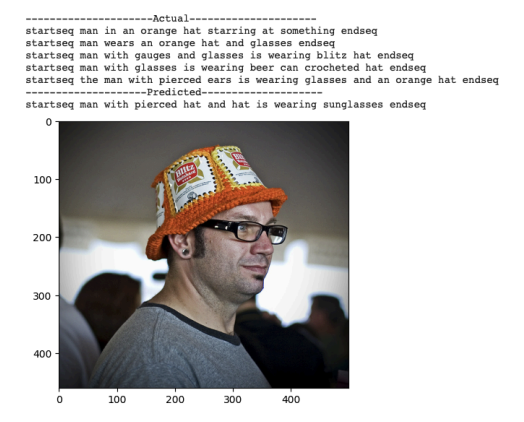 ---------------------Actual---------------------
startseq man in an orange hat starring at something endseq
startseq man wears an orange hat and glasses endseq
startseq man with gauges and glasses is wearing blitz hat endseq
startseq man with glasses is wearing beer can crocheted hat endseq
startseq the man with pierced ears is wearing glasses and an orange hat endseq
--------------------Predicted--------------------
startseq man with pierced hat and hat is wearing sunglasses endseq
0
100
200
300
400
Blitz
Blitz
0
100
200
300
400